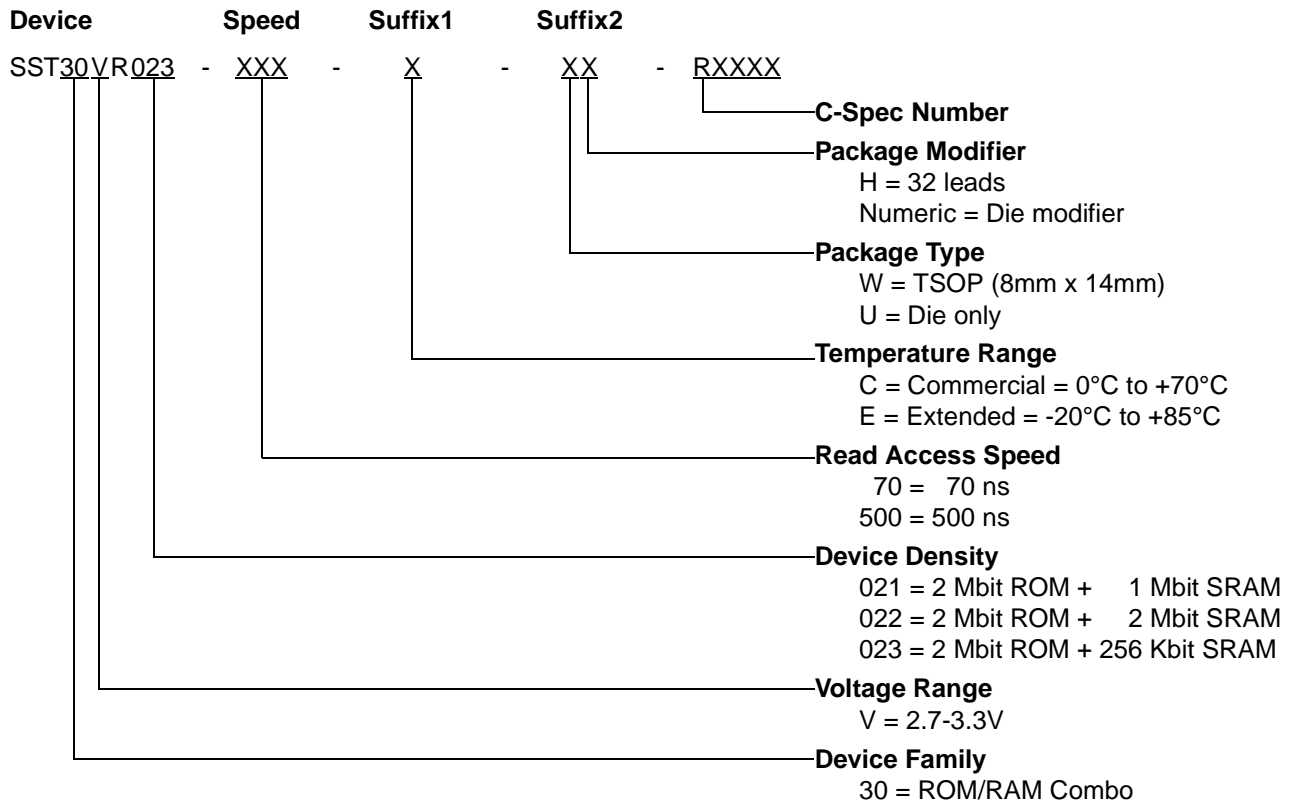 Device Speed Suffix1 Suffix2
SST30VR023 - XXX - X - XX - RXXXX
C-Spec Number
Package Modifier
H = 32 leads
Numeric = Die modifier
Package Type
W = TSOP (8mm x 14mm)
U = Die only
Temperature Range
C = Commercial = 0°C to +70°C
E = Extended = -20°C to +85°C
Read Access Speed
70 = 70 ns
500 = 500 ns
Device Density
021 = 2 Mbit ROM + 1 Mbit SRAM
022 = 2 Mbit ROM + 2 Mbit SRAM
023 = 2 Mbit ROM + 256 Kbit SRAM
Voltage Range
V = 2.7-3.3V
Device Family
30 = ROM/RAM Combo